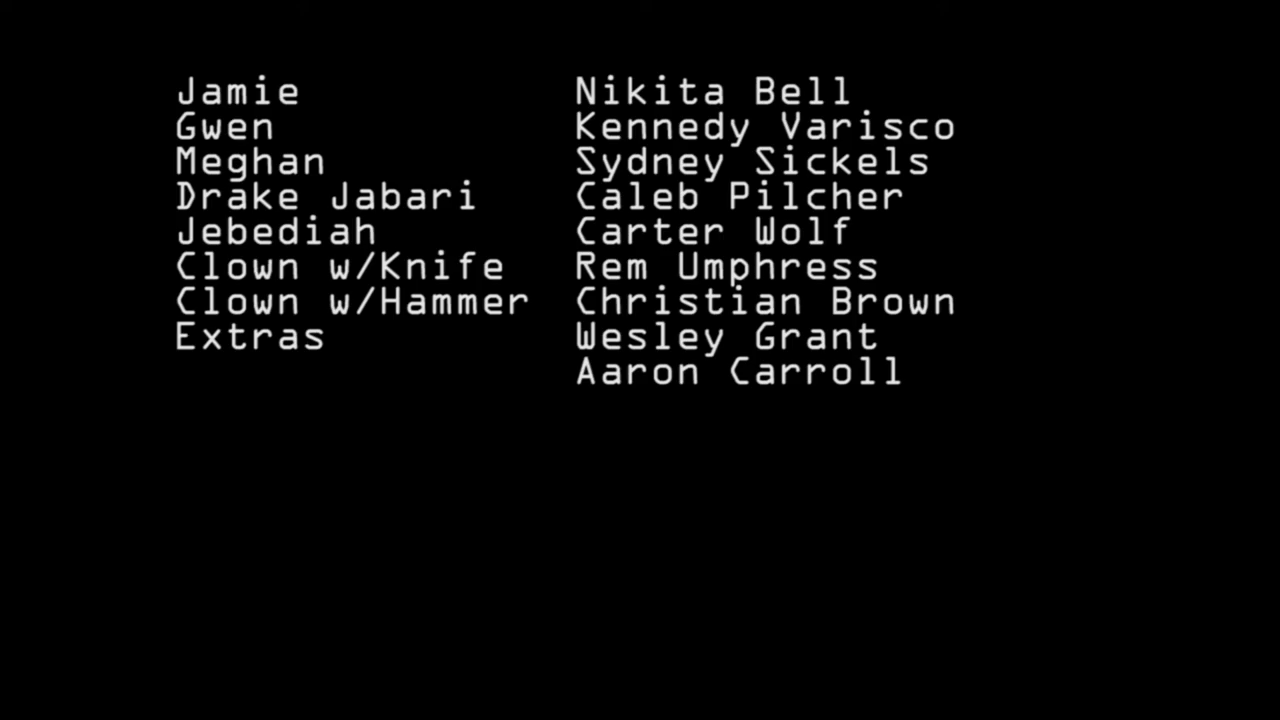 Jamie Nikita Bell
Gwen Kennedy Varisco
Meghan Sydney Sickels
Drake Jabari Caleb Pilcher
Jebediah Carter Wolf
Clown w/Knife Rem Umphress
Clown w/Hammer Christian Brown
Extras Wesley Grant
Aaron Carroll